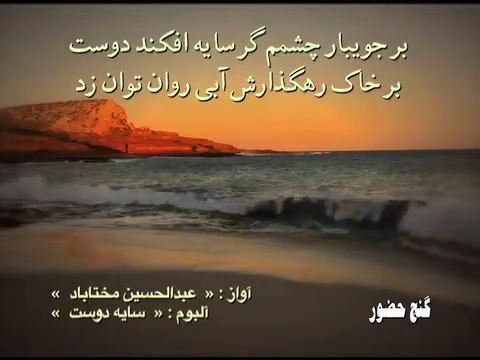 بر جویبار چشمم گر سایه افکند دوست
بر خاک رهگذارش آبی روان توان زد
آواز : « عبدالحسین مختاباد »
آلبوم : « سایه دوست »
گنج حضور